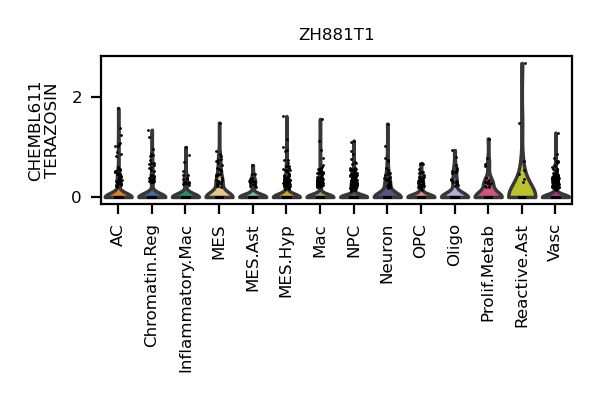 ZH881T1
CHEMBL611
TERAZOSIN
2
0
AC
Chromatin.Reg
Inflammatory.Mac
MES
MES.Ast
MES.Hyp
Mac
NPC
Neuron
OPC
Oligo
Prolif.Metab
Reactive.Ast
Vasc